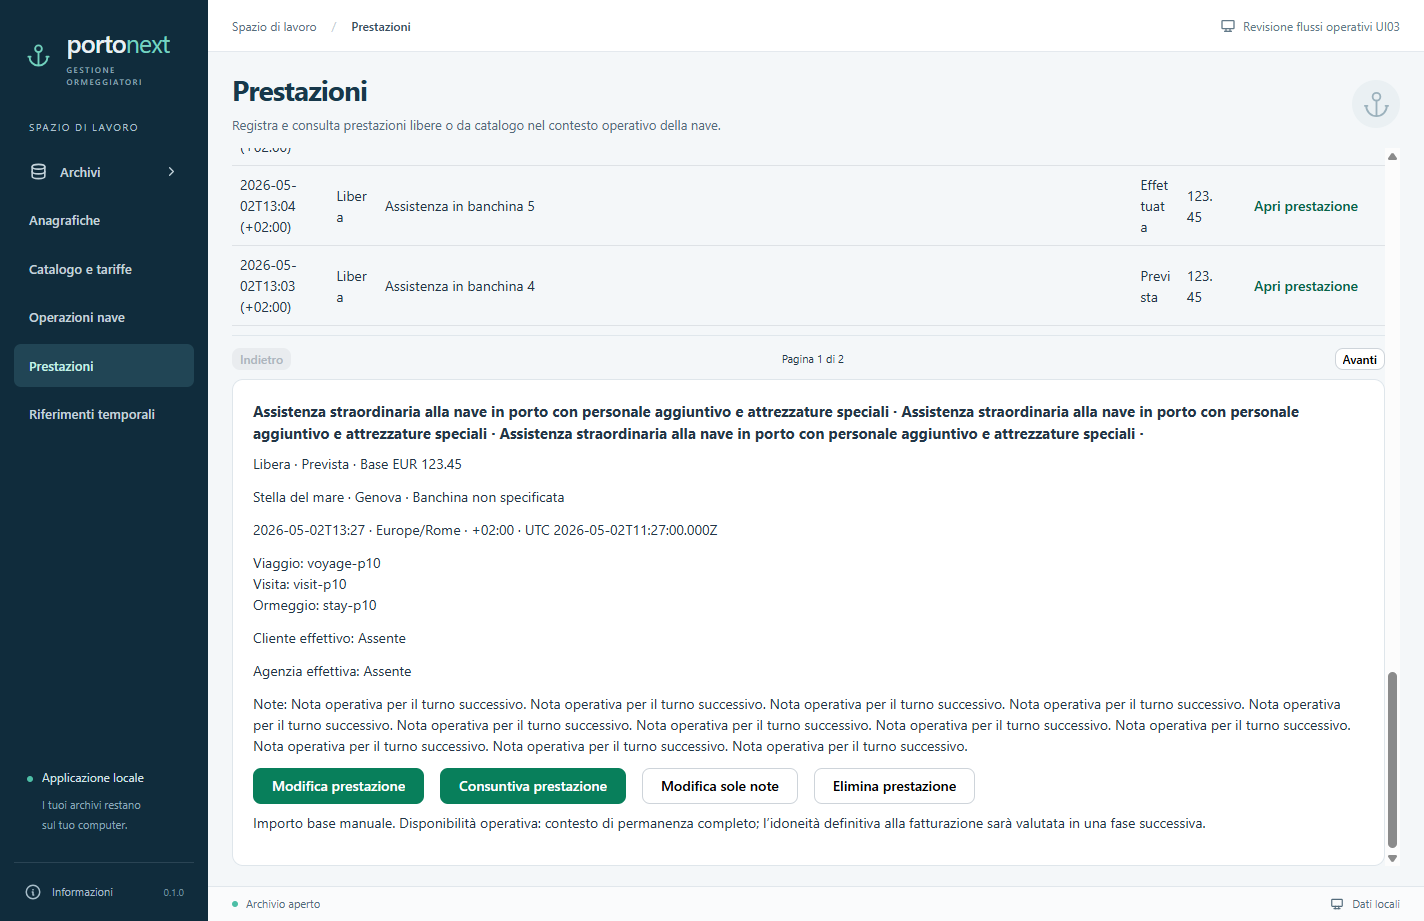 portonext
GESTIONE
ORMEGGIATORI
SPAZIO DI LAVORO
Archivi
Anagrafiche
Catalogo e tariffe
Operazioni nave
Prestazioni
Riferimenti temporali
Applicazione locale
I tuoi archivi restano
sul tuo computer.
Informazioni 0.1.0
Spazio di lavoro / Prestazioni
Revisione flussi operativi UI03
Prestazioni
Registra e consulta prestazioni libere o da catalogo nel contesto operativo della nave.
(+02:00)
2026-05-
02T13:04
(+02:00)
Liber
a
Assistenza in banchina 5
Effet
tuat
a
123.
45
Apri prestazione
2026-05-
02T13:03
(+02:00)
Liber
a
Assistenza in banchina 4
Previ
sta
123.
45
Apri prestazione
Indietro
Pagina 1 di 2
Avanti
Assistenza straordinaria alla nave in porto con personale aggiuntivo e attrezzature speciali · Assistenza straordinaria alla nave in porto con personale
aggiuntivo e attrezzature speciali · Assistenza straordinaria alla nave in porto con personale aggiuntivo e attrezzature speciali ·
Libera · Prevista · Base EUR 123.45
Stella del mare · Genova · Banchina non specificata
2026-05-02T13:27 · Europe/Rome · +02:00 · UTC 2026-05-02T11:27:00.000Z
Viaggio: voyage-p10
Visita: visit-p10
Ormeggio: stay-p10
Cliente effettivo: Assente
Agenzia effettiva: Assente
Note: Nota operativa per il turno successivo. Nota operativa per il turno successivo. Nota operativa per il turno successivo. Nota operativa per il turno successivo. Nota operativa
per il turno successivo. Nota operativa per il turno successivo. Nota operativa per il turno successivo. Nota operativa per il turno successivo. Nota operativa per il turno successivo.
Nota operativa per il turno successivo. Nota operativa per il turno successivo. Nota operativa per il turno successivo.
Modifica prestazione
Consuntiva prestazione
Modifica sole note
Elimina prestazione
Importo base manuale. Disponibilità operativa: contesto di permanenza completo; l’idoneità definitiva alla fatturazione sarà valutata in una fase successiva.
Archivio aperto
Dati locali